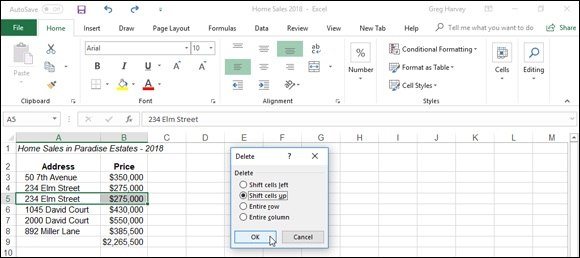 AutoSave Off Home Sales 2018 - Excel Greg Harvey
File Home Insert Draw Page Layout Formulas Data Review View New Tab Tell me what you want to do Share
Arial 10 Conditional Formatting
Paste B I U A A ab % Format as Table Cells Editing
Number Cell Styles
Clipboard Font Alignment Styles
A5 fx 234 Elm Street
A B C D E F G H I J K L M
1 Home Sales in Paradise Estates - 2018
2 Address Price
3 50 7th Avenue $350,000
4 234 Elm Street $275,000
5 234 Elm Street $275,000
6 1045 David Court $430,000
7 2000 David Court $550,000
8 892 Miller Lane $385,500
9 $2,265,500
Delete ?
Delete
Shift cells left
Shift cells up
Entire row
Entire column
OK Cancel